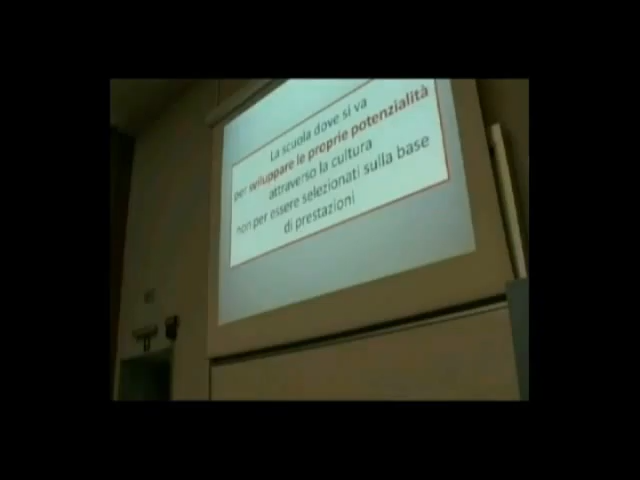 La scuola dove si va
per sviluppare le proprie potenzialità
attraverso la cultura
non per essere selezionati sulla base
di prestazioni